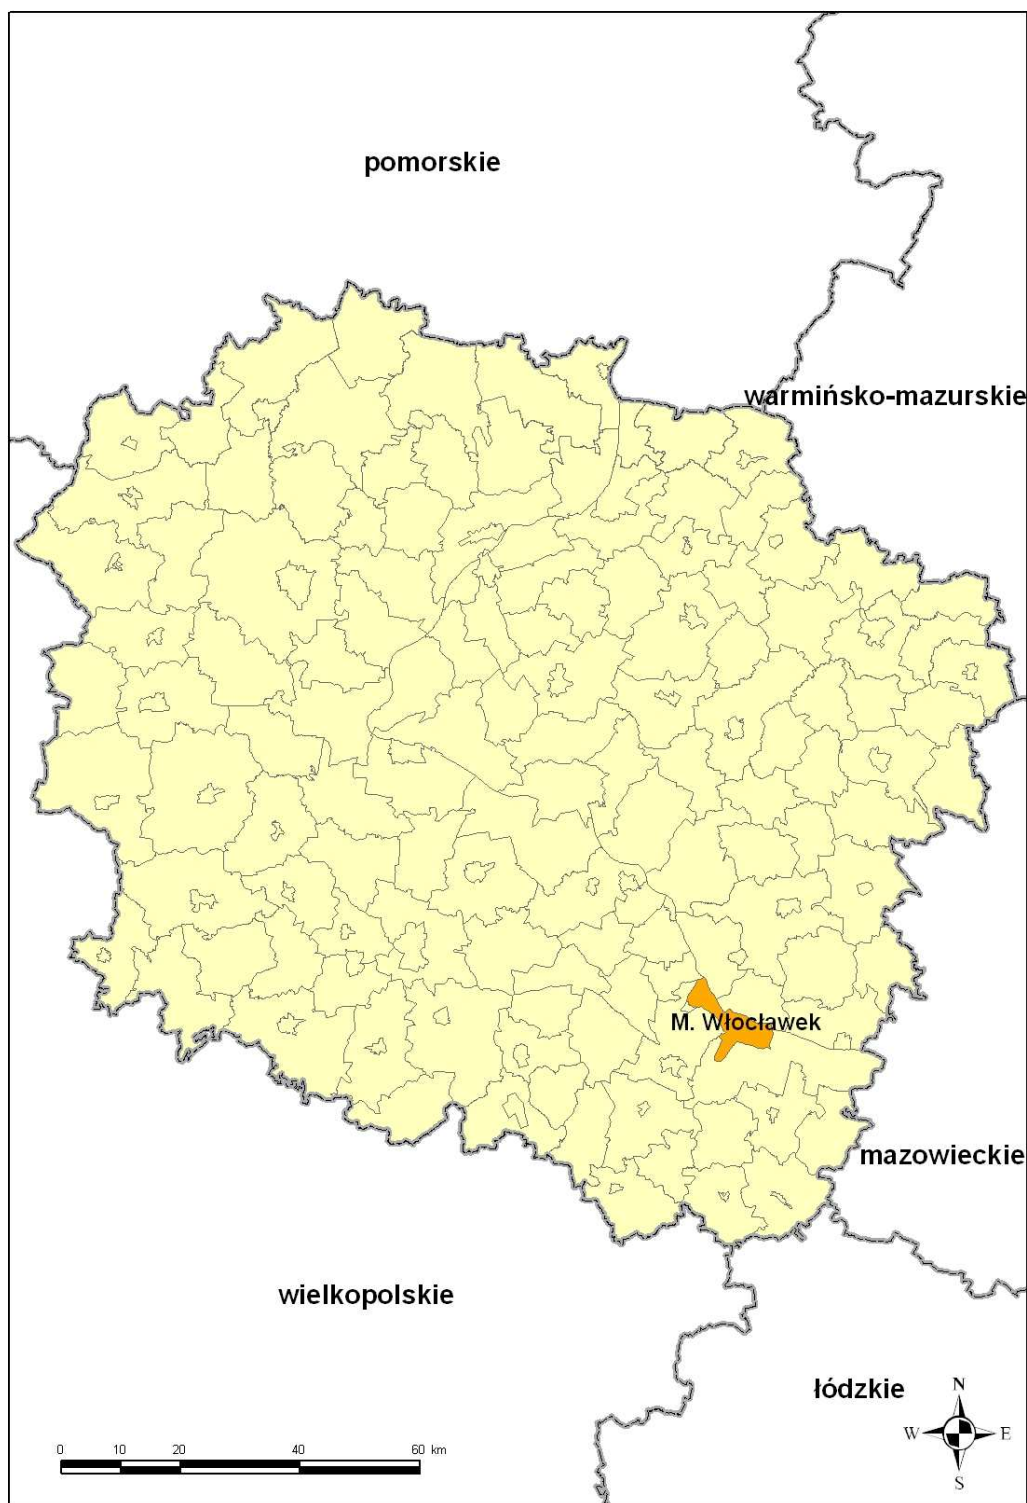 pomorskie
warmińsko-mazurskie
M. Włocławek
mazowieckie
wielkopolskie
łódzkie
N
W E
S
0 10 20 40 60 km